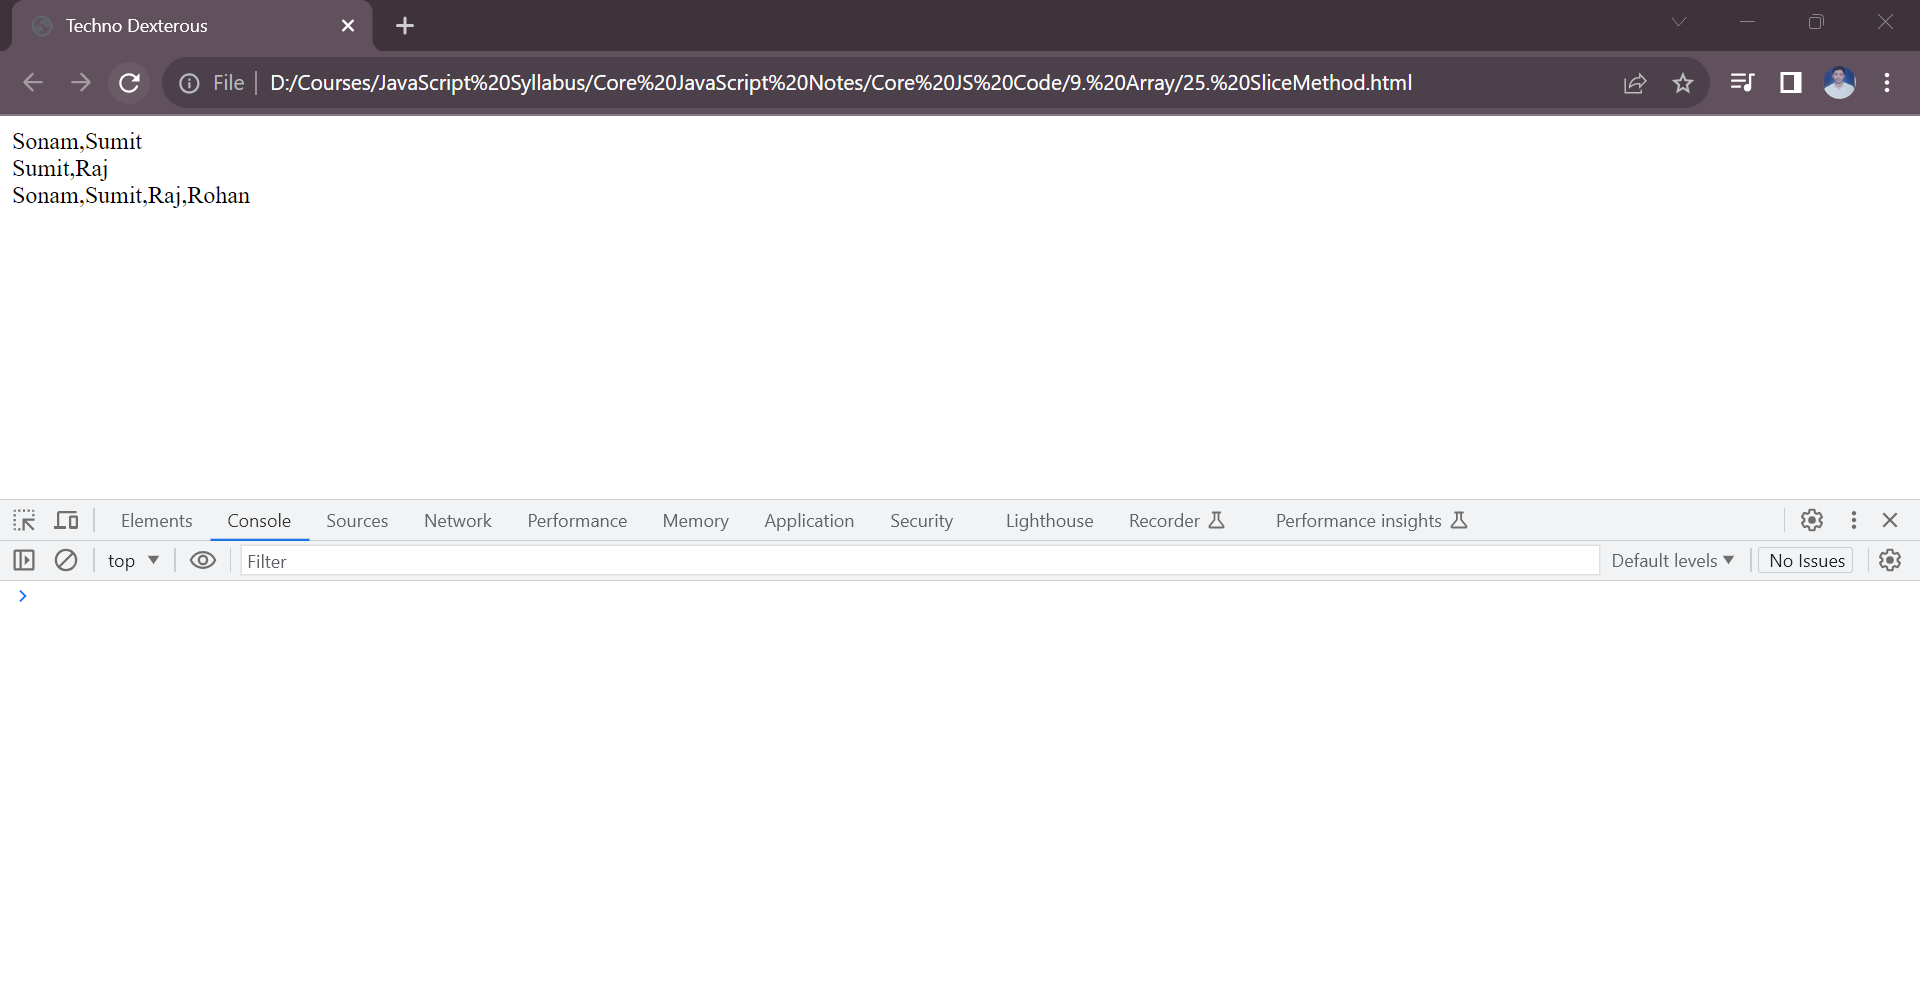 Techno Dexterous
File D:/Courses/JavaScript%20Syllabus/Core%20JavaScript%20Notes/Core%20JS%20Code/9.%20Array/25.%20SliceMethod.html
Sonam,Sumit
Sumit,Raj
Sonam,Sumit,Raj,Rohan
Elements Console Sources Network Performance Memory Application Security Lighthouse Recorder Performance insights
top Filter Default levels No Issues